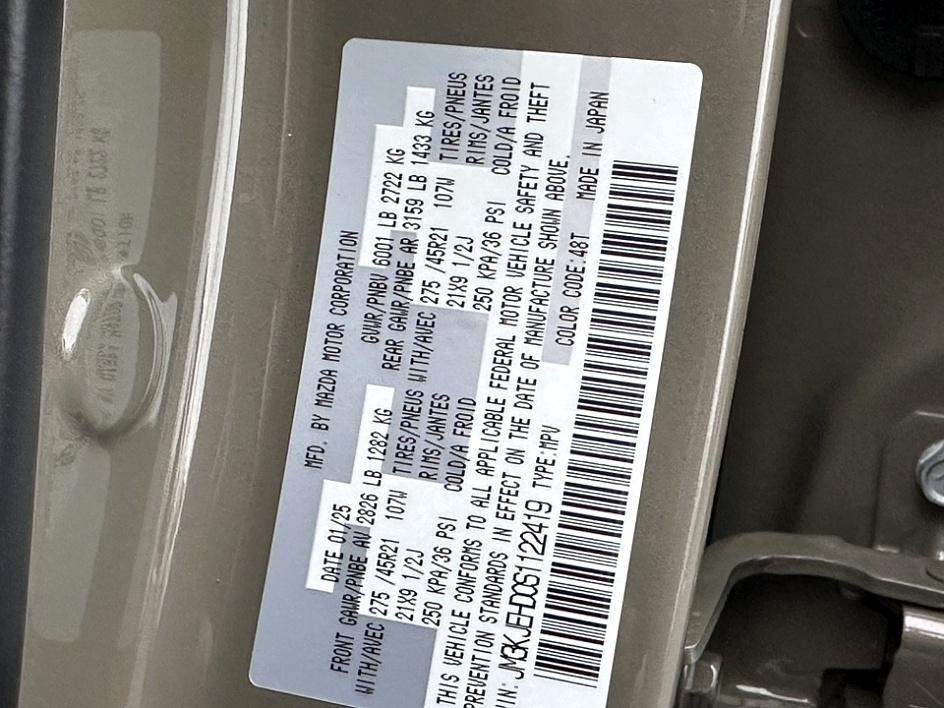 MFD. BY MAZDA MOTOR CORPORATION
DATE 01/25 GVWR/PNBV 6001 LB 2722 KG
FRONT GAWR/PNBE AV 2826 LB 1282 KG REAR GAWR/PNBE AR 3159 LB 1433 KG
WITH/AVEC 275 /45R21 107W TIRES/PNEUS WITH/AVEC 275 /45R21 107W TIRES/PNEUS
21X9 1/2J RIMS/JANTES 21X9 1/2J RIMS/JANTES
250 KPA/36 PSI COLD/A FROID 250 KPA/36 PSI COLD/A FROID
THIS VEHICLE CONFORMS TO ALL APPLICABLE FEDERAL MOTOR VEHICLE SAFETY AND THEFT
PREVENTION STANDARDS IN EFFECT ON THE DATE OF MANUFACTURE SHOWN ABOVE.
VIN: JM3KJEHD0S1122419 TYPE:MPV COLOR CODE:48T MADE IN JAPAN